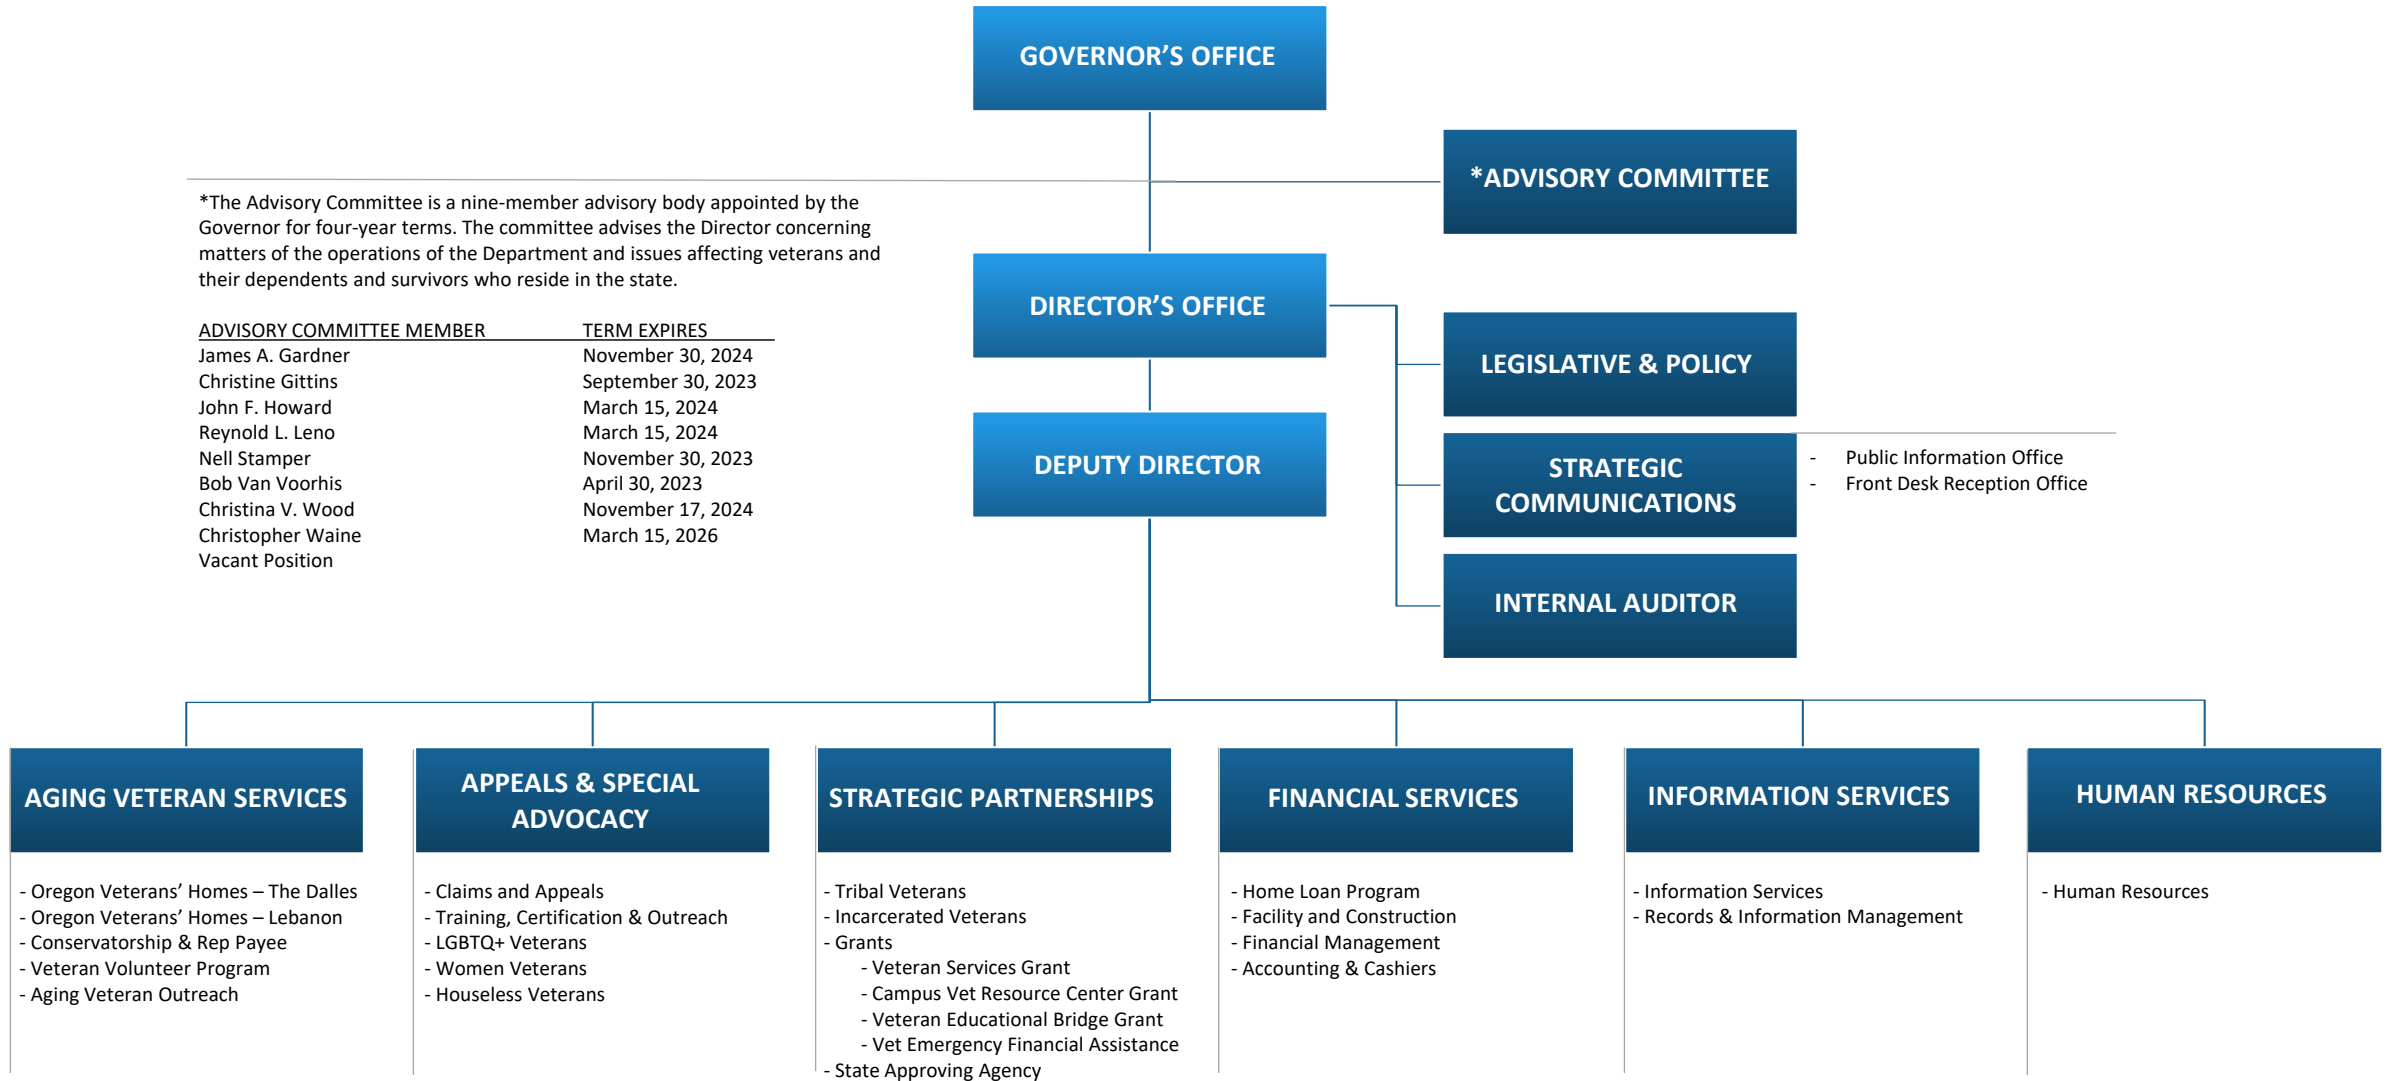 GOVERNOR’S OFFICE
*ADVISORY COMMITTEE
*The Advisory Committee is a nine-member advisory body appointed by the
Governor for four-year terms. The committee advises the Director concerning
matters of the operations of the Department and issues affecting veterans and
their dependents and survivors who reside in the state.
ADVISORY COMMITTEE MEMBER TERM EXPIRES
James A. Gardner November 30, 2024
Christine Gittins September 30, 2023
John F. Howard March 15, 2024
Reynold L. Leno March 15, 2024
Nell Stamper November 30, 2023
Bob Van Voorhis April 30, 2023
Christina V. Wood November 17, 2024
Christopher Waine March 15, 2026
Vacant Position
DIRECTOR’S OFFICE
LEGISLATIVE & POLICY
DEPUTY DIRECTOR
STRATEGIC
COMMUNICATIONS
- Public Information Office
- Front Desk Reception Office
INTERNAL AUDITOR
AGING VETERAN SERVICES
- Oregon Veterans’ Homes – The Dalles
- Oregon Veterans’ Homes – Lebanon
- Conservatorship & Rep Payee
- Veteran Volunteer Program
- Aging Veteran Outreach
APPEALS & SPECIAL
ADVOCACY
- Claims and Appeals
- Training, Certification & Outreach
- LGBTQ+ Veterans
- Women Veterans
- Houseless Veterans
STRATEGIC PARTNERSHIPS
- Tribal Veterans
- Incarcerated Veterans
- Grants
- Veteran Services Grant
- Campus Vet Resource Center Grant
- Veteran Educational Bridge Grant
- Vet Emergency Financial Assistance
- State Approving Agency
FINANCIAL SERVICES
- Home Loan Program
- Facility and Construction
- Financial Management
- Accounting & Cashiers
INFORMATION SERVICES
- Information Services
- Records & Information Management
HUMAN RESOURCES
- Human Resources